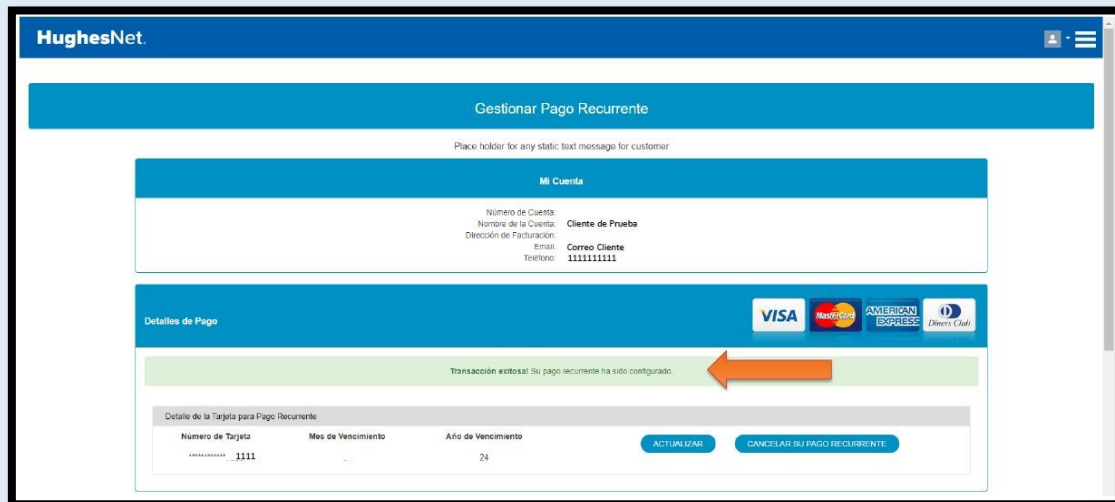 HughesNet.
Gestionar Pago Recurrente
Place holder for any static text message for customer
Mi Cuenta
Número de Cuenta:
Nombre de la Cuenta: Cliente de Prueba
Dirección de Facturación:
Email: Correo Cliente
Teléfono: 1111111111
Detalles de Pago
VISA MasterCard AMERICAN EXPRESS Diners Club
Transacción exitosa! Su pago recurrente ha sido configurado.
Detalle de la Tarjeta para Pago Recurrente
Número de Tarjeta Mes de Vencimiento Año de Vencimiento
************ 1111 24
ACTUALIZAR CANCELAR SU PAGO RECURRENTE